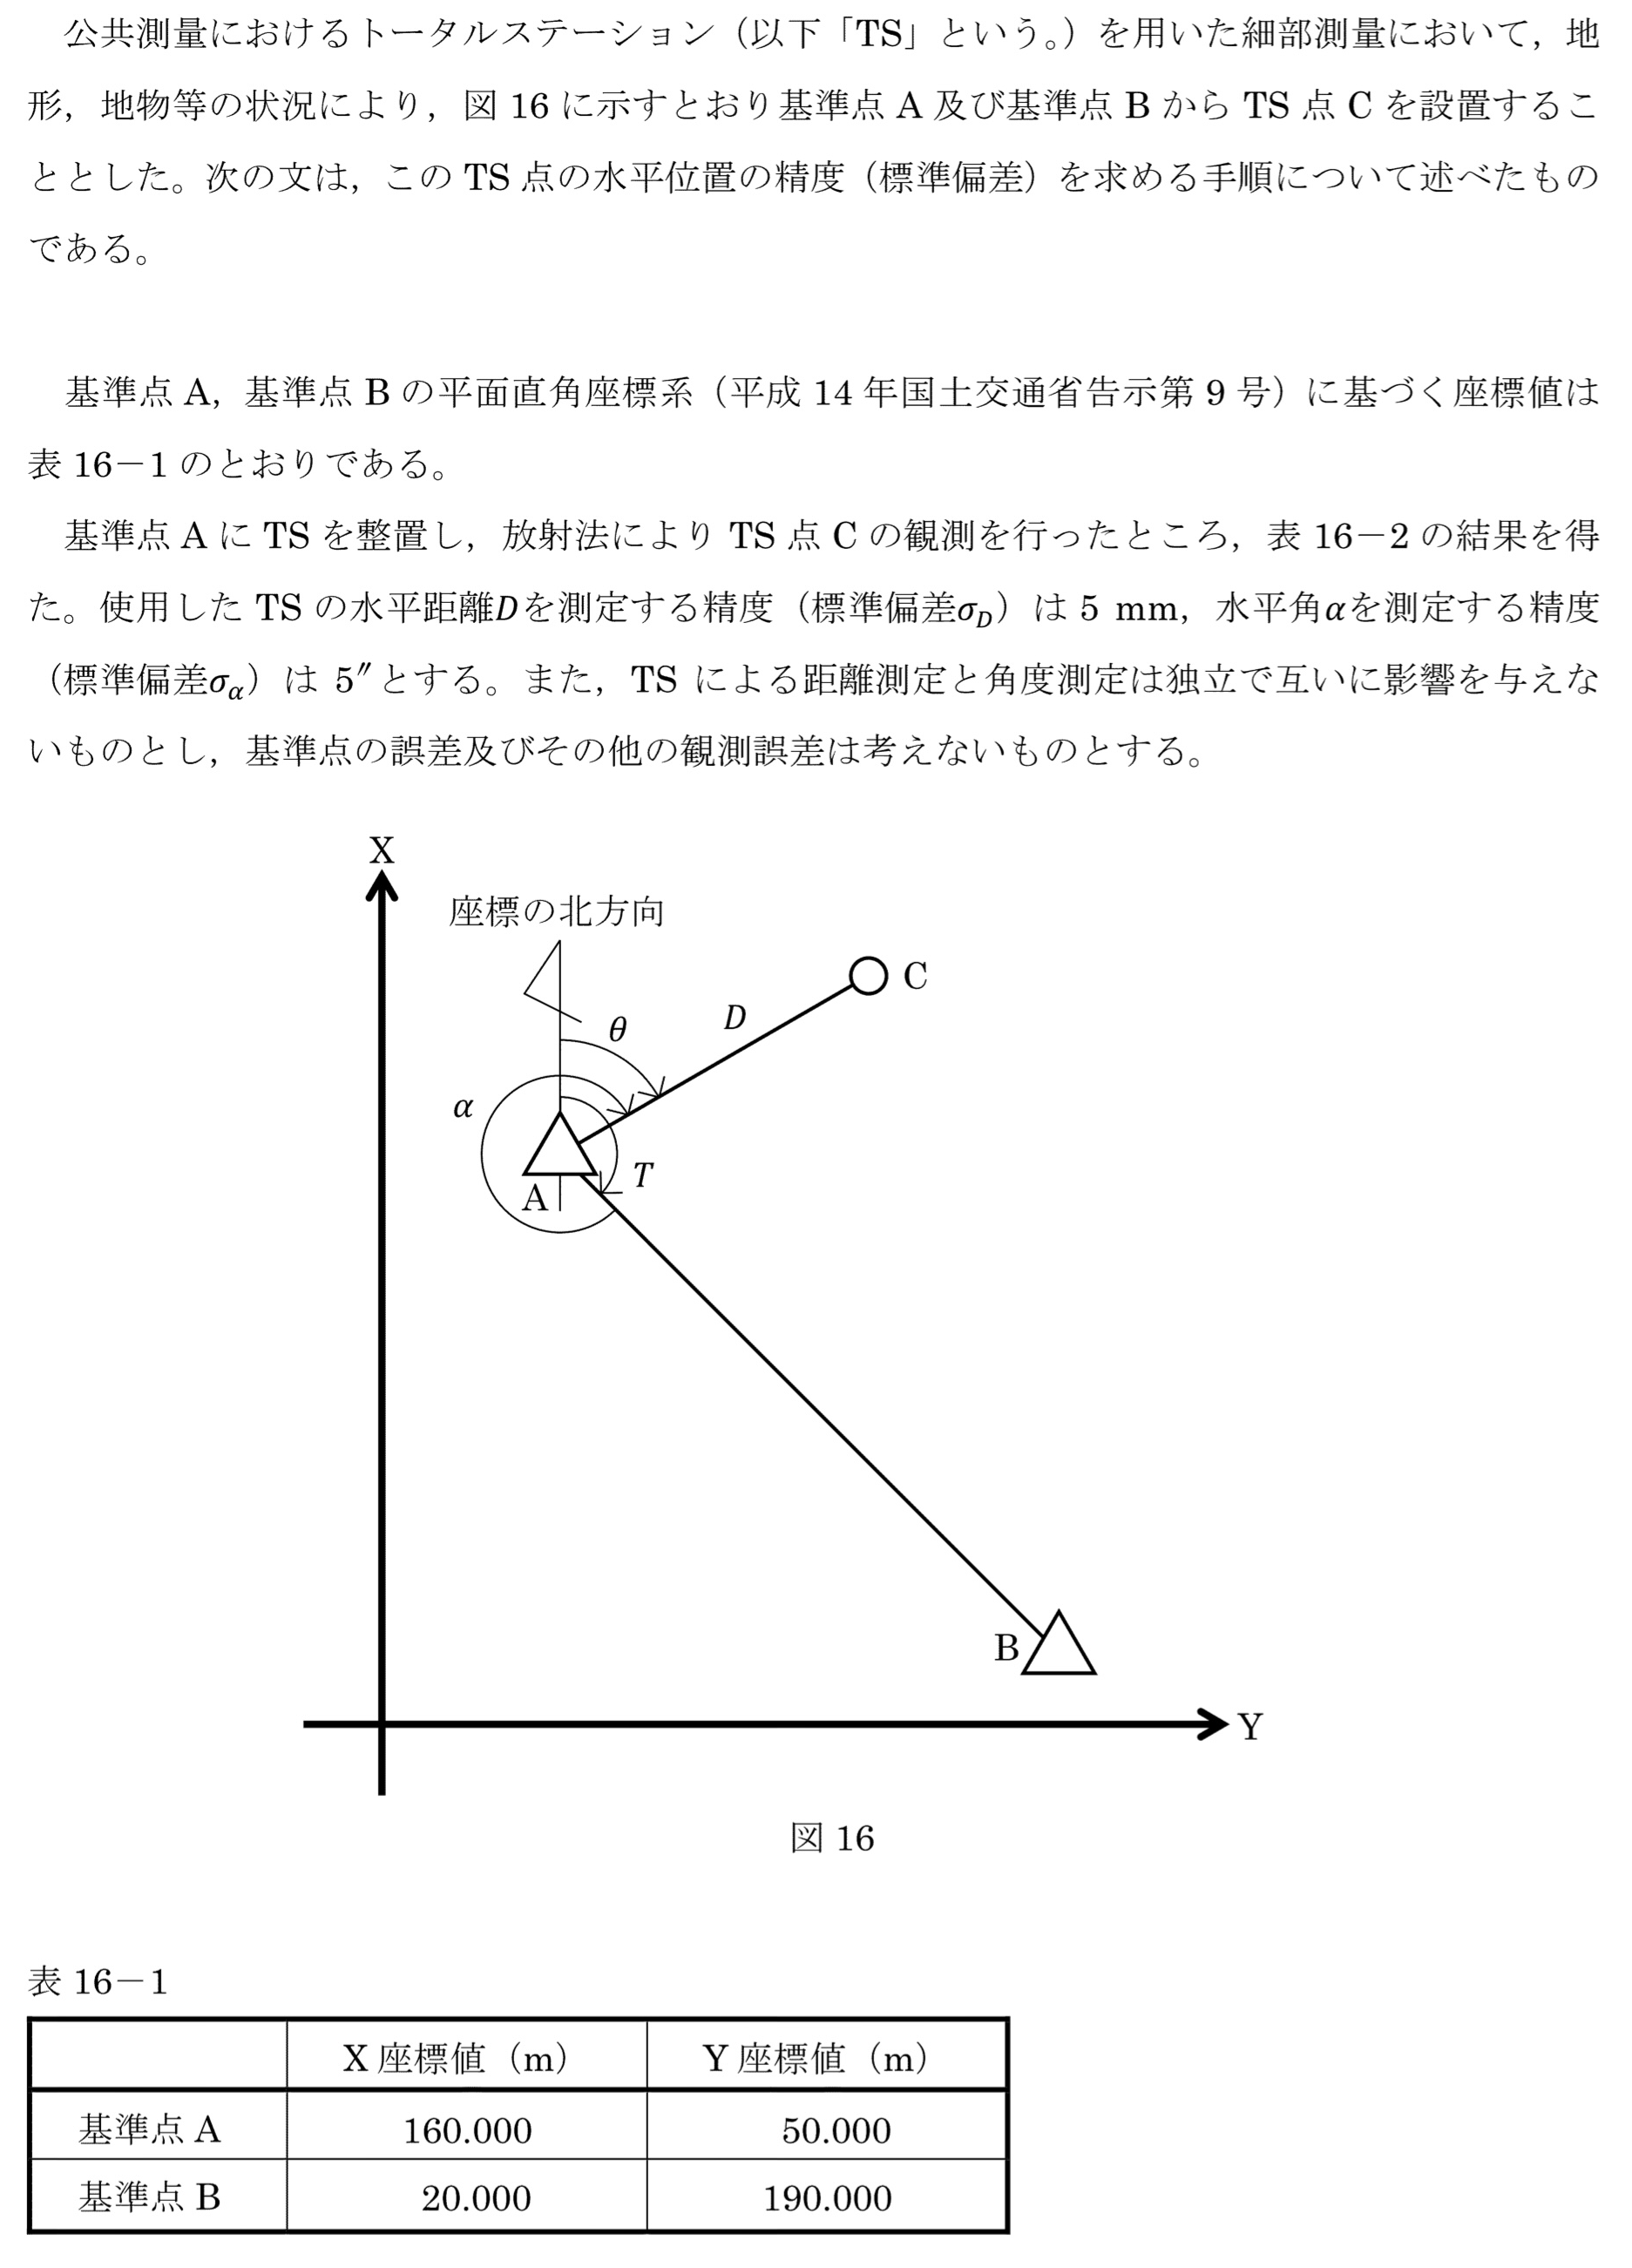 公共測量におけるトータルステーション（以下「TS」という。）を用いた細部測量において，地
形，地物等の状況により，図 16 に示すとおり基準点 A 及び基準点 B から TS 点 C を設置するこ
ととした。次の文は，この TS 点の水平位置の精度（標準偏差）を求める手順について述べたもの
である。
基準点 A，基準点 B の平面直角座標系（平成 14 年国土交通省告示第 9 号）に基づく座標値は
表 16－1 のとおりである。
基準点 A に TS を整置し，放射法により TS 点 C の観測を行ったところ，表 16－2 の結果を得
た。使用した TS の水平距離Dを測定する精度（標準偏差σD）は 5 mm，水平角αを測定する精度
（標準偏差σα）は 5″とする。また，TS による距離測定と角度測定は独立で互いに影響を与えな
いものとし，基準点の誤差及びその他の観測誤差は考えないものとする。
X
座標の北方向
C
D
θ
α
T
A
B
Y
図 16
表 16－1
X 座標値（m） Y 座標値（m）
基準点 A 160.000 50.000
基準点 B 20.000 190.000